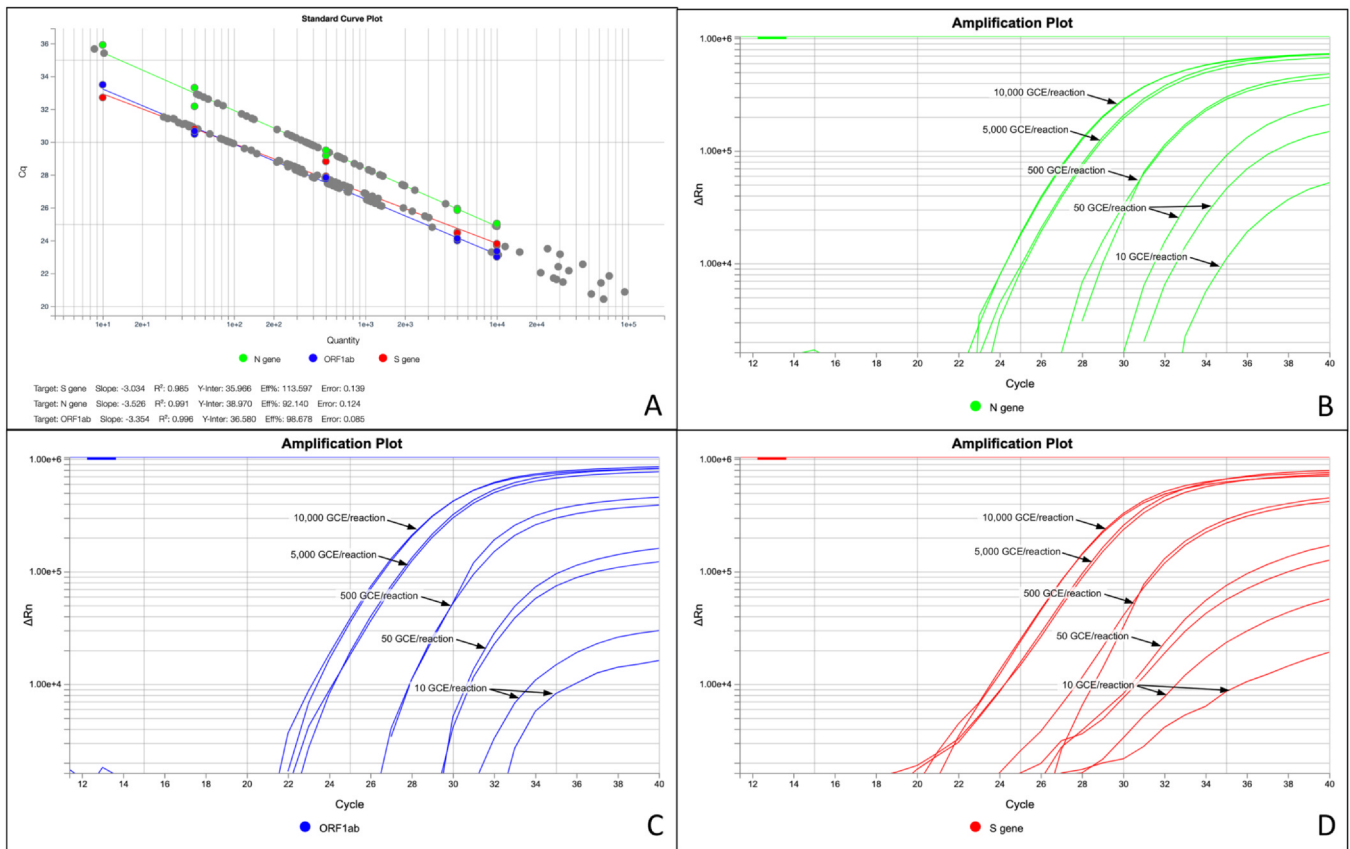 Standard Curve Plot
36
34
32
30
28
26
24
22
20
Cq
1e+1
2e+1
1e+2
2e+2
1e+3
2e+3
1e+4
2e+4
1e+5
Quantity
N gene
ORF1ab
S gene
Target: S gene Slope: -3.034 R²: 0.985 Y-Inter: 35.966 Eff%: 113.597 Error: 0.139
Target: N gene Slope: -3.526 R²: 0.991 Y-Inter: 38.970 Eff%: 92.140 Error: 0.124
Target: ORF1ab Slope: -3.354 R²: 0.996 Y-Inter: 36.580 Eff%: 98.678 Error: 0.085
A
Amplification Plot
1.00e+6
1.00e+5
1.00e+4
ΔRn
10,000 GCE/reaction
5,000 GCE/reaction
500 GCE/reaction
50 GCE/reaction
10 GCE/reaction
12 14 16 18 20 22 24 26 28 30 32 34 36 38 40
Cycle
N gene
B
Amplification Plot
1.00e+6
1.00e+5
1.00e+4
ΔRn
10,000 GCE/reaction
5,000 GCE/reaction
500 GCE/reaction
50 GCE/reaction
10 GCE/reaction
12 14 16 18 20 22 24 26 28 30 32 34 36 38 40
Cycle
ORF1ab
C
Amplification Plot
1.00e+6
1.00e+5
1.00e+4
ΔRn
10,000 GCE/reaction
5,000 GCE/reaction
500 GCE/reaction
50 GCE/reaction
10 GCE/reaction
12 14 16 18 20 22 24 26 28 30 32 34 36 38 40
Cycle
S gene
D